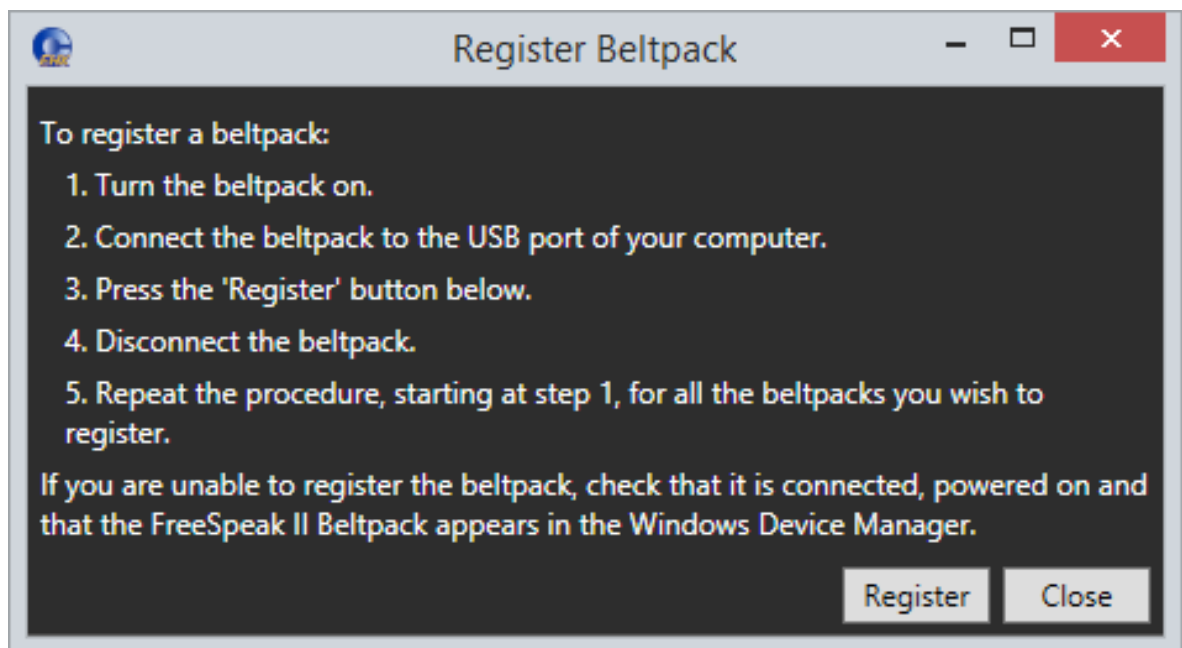 Register Beltpack
To register a beltpack:
1. Turn the beltpack on.
2. Connect the beltpack to the USB port of your computer.
3. Press the 'Register' button below.
4. Disconnect the beltpack.
5. Repeat the procedure, starting at step 1, for all the beltpacks you wish to
register.
If you are unable to register the beltpack, check that it is connected, powered on and
that the FreeSpeak II Beltpack appears in the Windows Device Manager.
Register Close